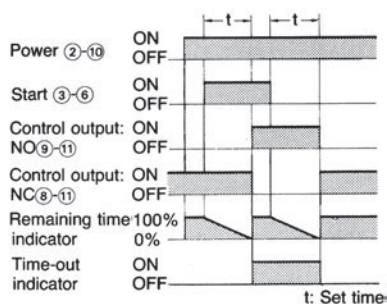 t t
Power ②-⑩ ON
OFF
Start ③-⑥ ON
OFF
Control output: ON
NO⑨-⑪ OFF
Control output: ON
NC⑧-⑪ OFF
Remaining time 100%
indicator 0%
Time-out ON
indicator OFF
t: Set time